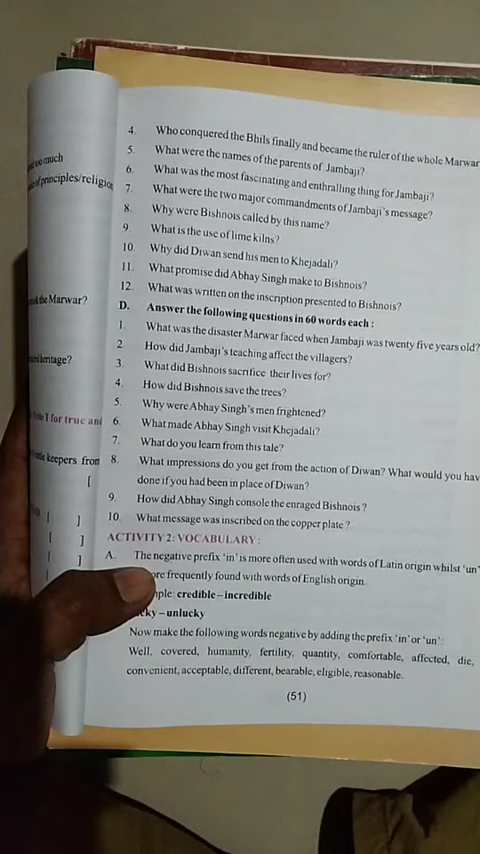 4. Who conquered the Bhils finally and became the ruler of the whole Marwar
5. What were the names of the parents of Jambaji?
6. What was the most fascinating and enthralling thing for Jambaji?
7. What were the two major commandments of Jambaji's message?
8. Why were Bishnois called by this name?
9. What is the use of lime kilns?
10. Why did Diwan send his men to Khejadali?
11. What promise did Abhay Singh make to Bishnois?
12. What was written on the inscription presented to Bishnois?
D. Answer the following questions in 60 words each :
1. What was the disaster Marwar faced when Jambaji was twenty five years old?
2. How did Jambaji's teaching affect the villagers?
3. What did Bishnois sacrifice their lives for?
4. How did Bishnois save the trees?
5. Why were Abhay Singh's men frightened?
6. What made Abhay Singh visit Khejadali?
7. What do you learn from this tale?
8. What impressions do you get from the action of Diwan? What would you hav
done if you had been in place of Diwan?
9. How did Abhay Singh console the enraged Bishnois ?
10. What message was inscribed on the copper plate ?
ACTIVITY 2: VOCABULARY :
A. The negative prefix 'in' is more often used with words of Latin origin whilst 'un'
ore frequently found with words of English origin.
ple: credible – incredible
cky – unlucky
Now make the following words negative by adding the prefix 'in' or 'un':
Well, covered, humanity, fertility, quantity, comfortable, affected, die,
convenient, acceptable, different, bearable, eligible, reasonable.
(51)
too much
of principles/religio
the Marwar?
heritage?
T for true and
keepers from
[
[ ]
[ ]
[ ]
[